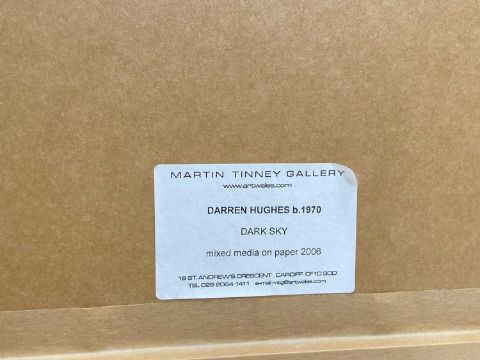 MARTIN TINNEY GALLERY
www.artwales.com
DARREN HUGHES b.1970
DARK SKY
mixed media on paper 2006
18 ST. ANDREW'S CRESCENT CARDIFF CF10 3DD
TEL 029 2064 1411 e-mail mtg@artwales.com